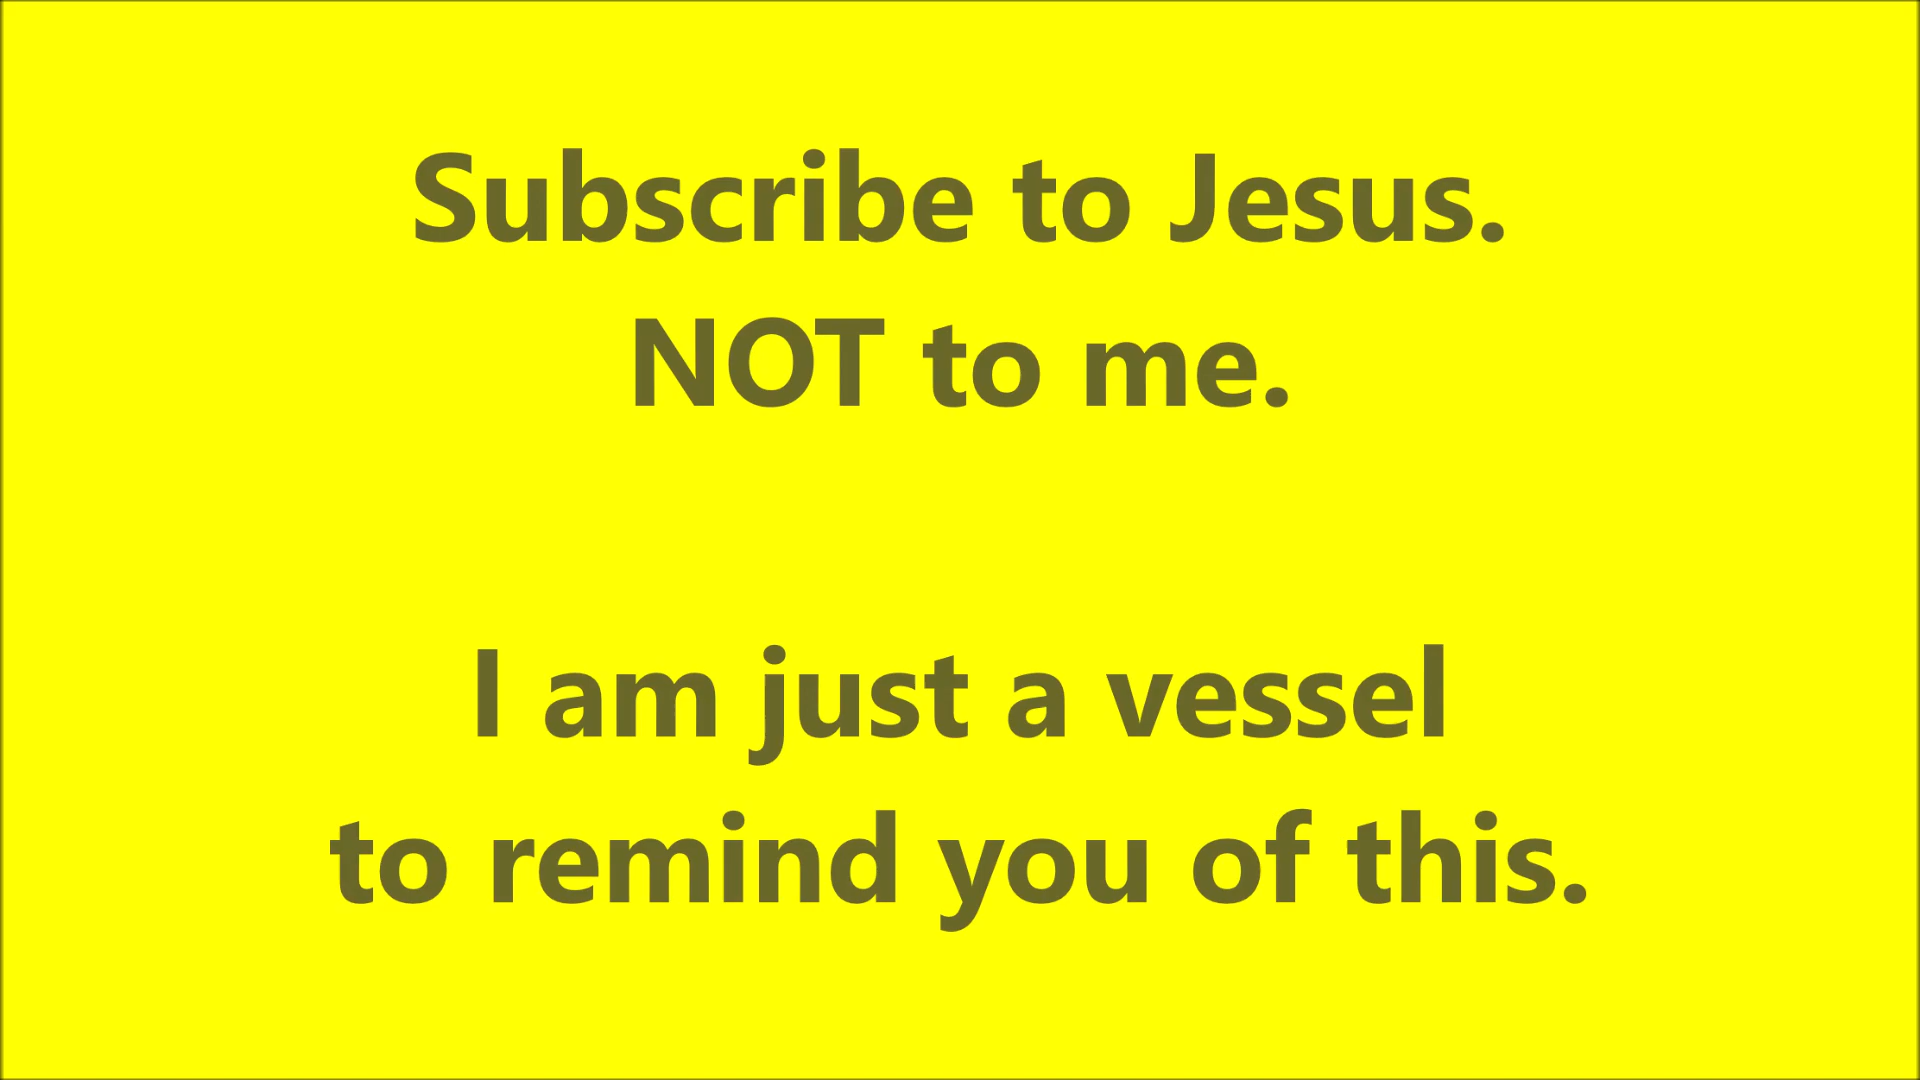 Subscribe to Jesus.
NOT to me.
I am just a vessel
to remind you of this.